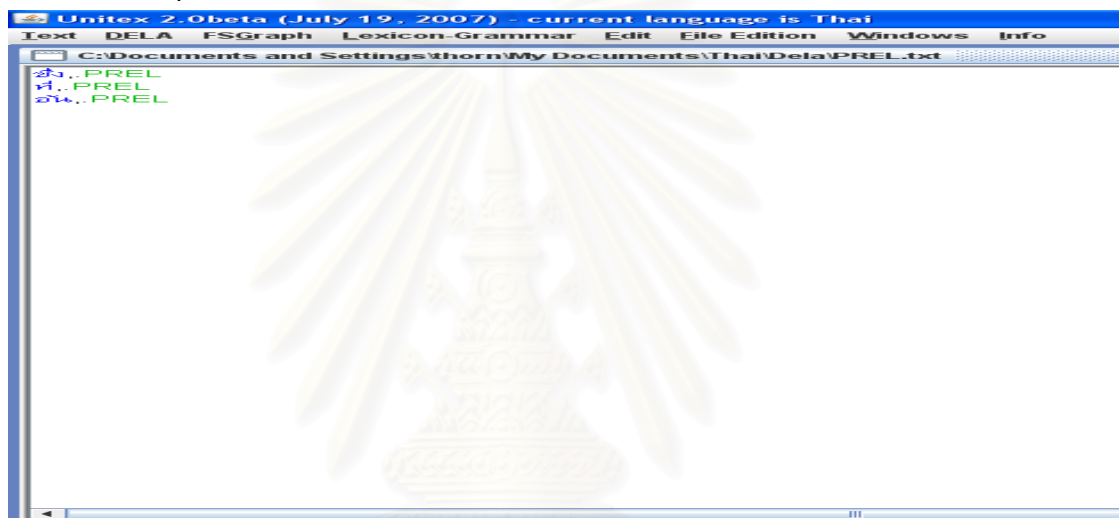 Unitex 2.0beta (July 19, 2007) - current language is Thai
Text DELA FSGraph Lexicon-Grammar Edit File Edition Windows Info
C:\Documents and Settings\thorn\My Documents\Thai\Dela\PREL.txt
ซึ่ง,.PREL
ที่,.PREL
อัน,.PREL